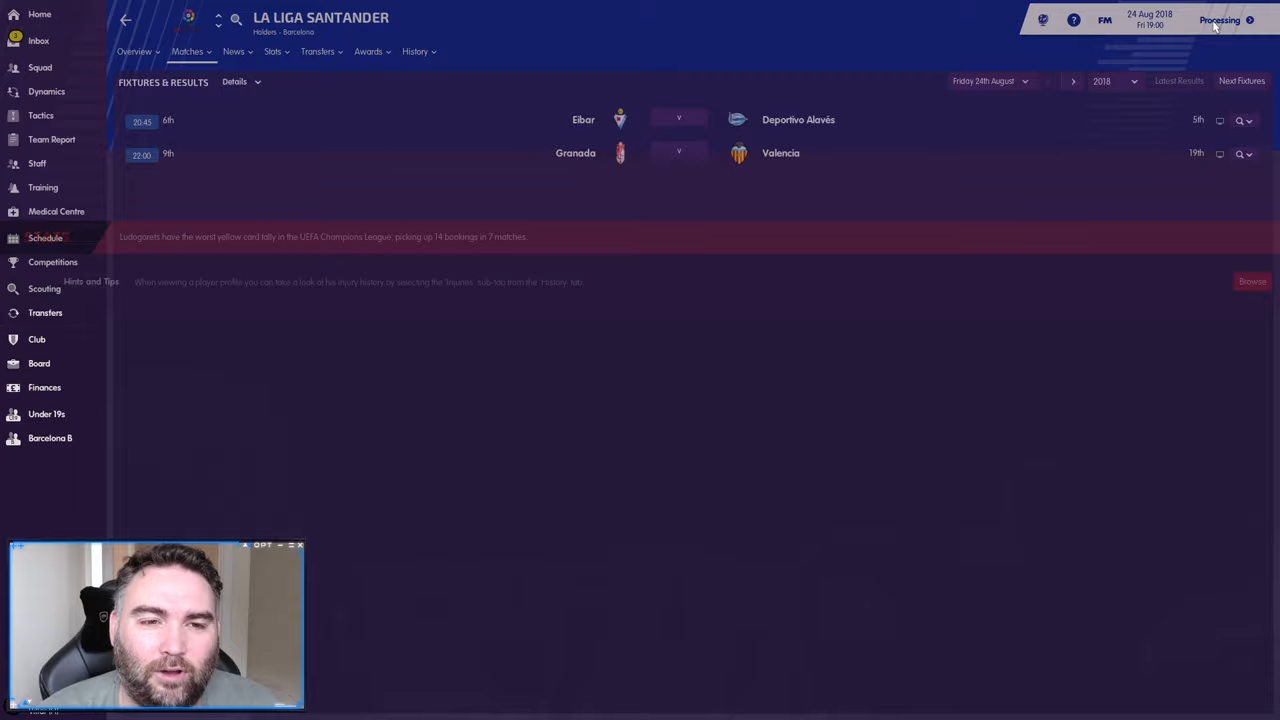 Home
LA LIGA SANTANDER
Holders - Barcelona
24 Aug 2018
Fri 19:00
FM
Processing
3
Inbox
Overview
Matches
News
Stats
Transfers
Awards
History
Squad
Dynamics
Tactics
Team Report
Staff
Training
Medical Centre
Schedule
Competitions
Scouting
Transfers
Club
Board
Finances
Under 19s
Barcelona B
FIXTURES & RESULTS
Details
Friday 24th August
2018
Latest Results
Next Fixtures
20:45 6th Eibar v Deportivo Alavés 5th
22:00 9th Granada v Valencia 19th
Ludogorets have the worst yellow card tally in the UEFA Champions League, picking up 14 bookings in 7 matches.
Hints and Tips
When viewing a player profile you can take a look at his injury history by selecting the 'Injuries' sub-tab from the 'History' tab.
Browse
OPT